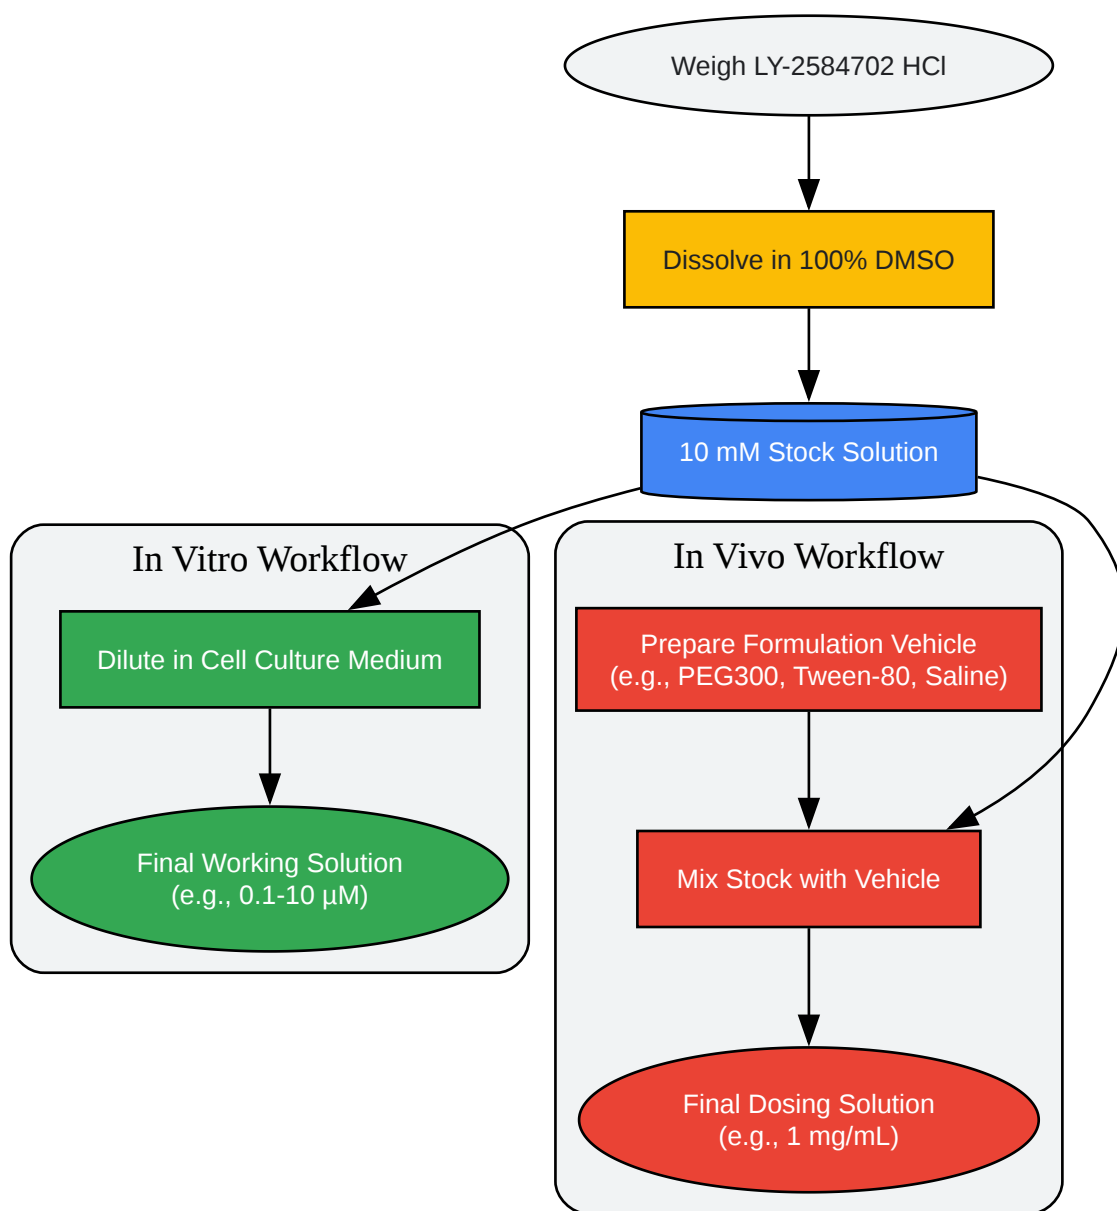 Weigh LY-2584702 HCl
Dissolve in 100% DMSO
10 mM Stock Solution
In Vitro Workflow
Dilute in Cell Culture Medium
Final Working Solution
(e.g., 0.1-10 µM)
In Vivo Workflow
Prepare Formulation Vehicle
(e.g., PEG300, Tween-80, Saline)
Mix Stock with Vehicle
Final Dosing Solution
(e.g., 1 mg/mL)